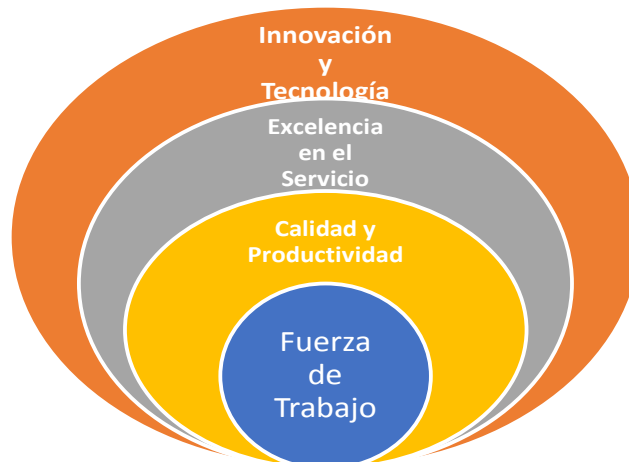 Innovación
y
Tecnología
Excelencia
en el
Servicio
Calidad y
Productividad
Fuerza
de
Trabajo